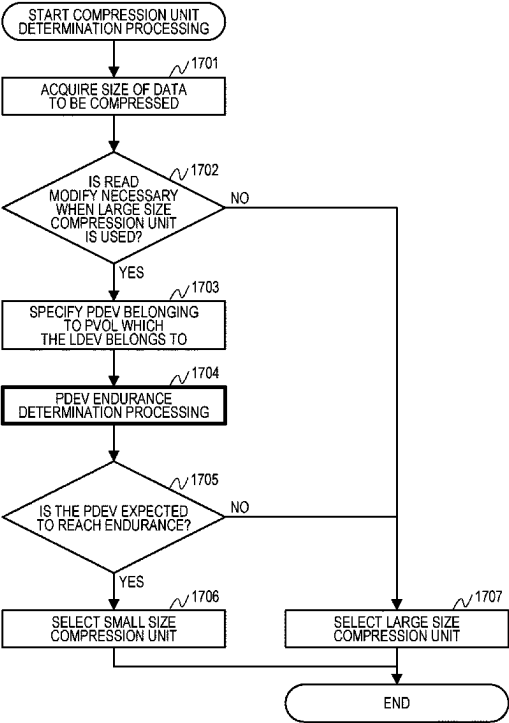 START COMPRESSION UNIT
DETERMINATION PROCESSING
1701
ACQUIRE SIZE OF DATA
TO BE COMPRESSED
1702
IS READ
MODIFY NECESSARY
WHEN LARGE SIZE
COMPRESSION UNIT
IS USED?
NO
YES
1703
SPECIFY PDEV BELONGING
TO PVOL WHICH
THE LDEV BELONGS TO
1704
PDEV ENDURANCE
DETERMINATION PROCESSING
1705
IS THE PDEV EXPECTED
TO REACH ENDURANCE?
NO
YES
1706
SELECT SMALL SIZE
COMPRESSION UNIT
1707
SELECT LARGE SIZE
COMPRESSION UNIT
END